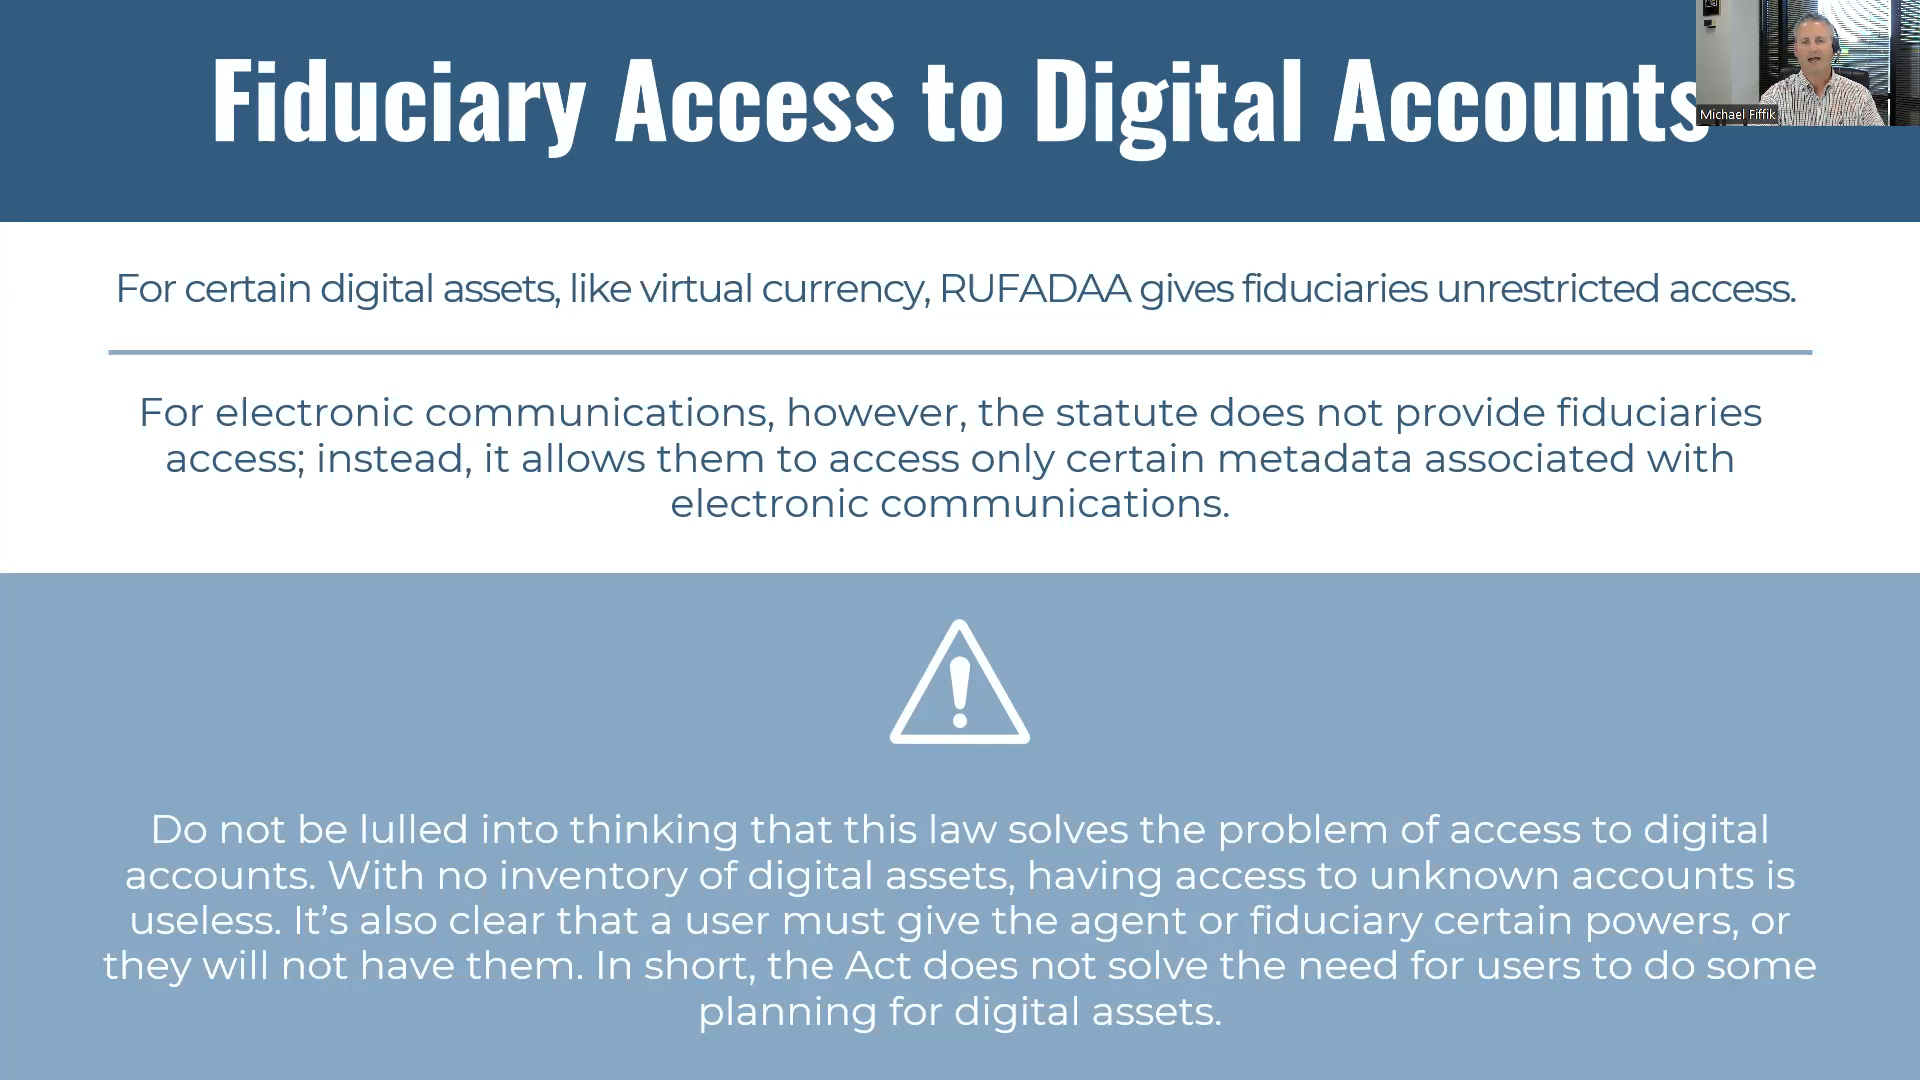 Fiduciary Access to Digital Accounts
Michael Fiffik
For certain digital assets, like virtual currency, RUFADAA gives fiduciaries unrestricted access.
For electronic communications, however, the statute does not provide fiduciaries
access; instead, it allows them to access only certain metadata associated with
electronic communications.
Do not be lulled into thinking that this law solves the problem of access to digital
accounts. With no inventory of digital assets, having access to unknown accounts is
useless. It’s also clear that a user must give the agent or fiduciary certain powers, or
they will not have them. In short, the Act does not solve the need for users to do some
planning for digital assets.